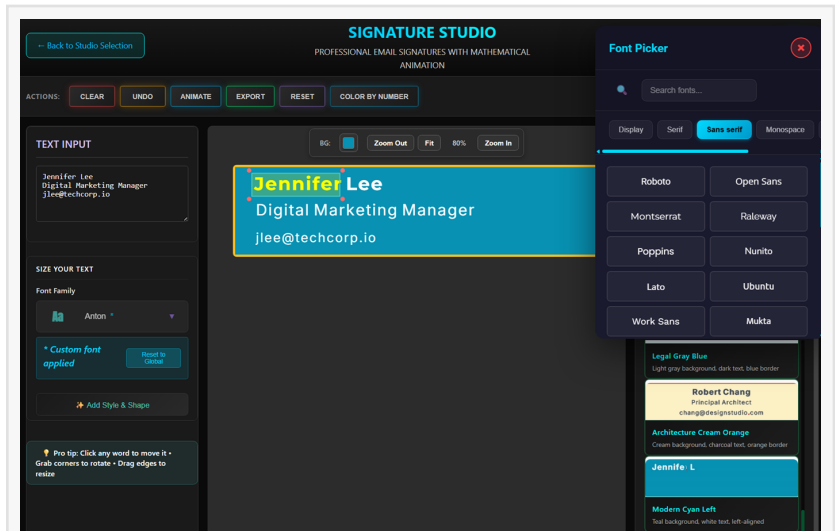 ← Back to Studio Selection
SIGNATURE STUDIO
PROFESSIONAL EMAIL SIGNATURES WITH MATHEMATICAL
ANIMATION
ACTIONS:
CLEAR
UNDO
ANIMATE
EXPORT
RESET
COLOR BY NUMBER
TEXT INPUT
Jennifer Lee
Digital Marketing Manager
jlee@techcorp.io
SIZE YOUR TEXT
Font Family
Anton *
* Custom font
applied
Reset to
Global
✨ Add Style & Shape
💡 Pro tip: Click any word to move it •
Grab corners to rotate • Drag edges to
resize
BG:
Zoom Out
Fit
80%
Zoom In
Jennifer Lee
Digital Marketing Manager
jlee@techcorp.io
Font Picker
Search fonts...
Display
Serif
Sans serif
Monospace
Roboto
Open Sans
Montserrat
Raleway
Poppins
Nunito
Lato
Ubuntu
Work Sans
Mukta
Legal Gray Blue
Light gray background, dark text, blue border
Robert Chang
Principal Architect
chang@designstudio.com
Architecture Cream Orange
Cream background, charcoal text, orange border
Jennife L
Modern Cyan Left
Teal background, white text, left-aligned